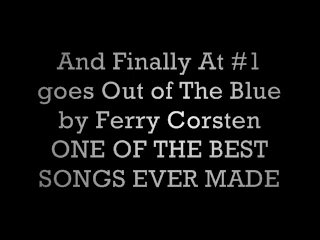 And Finally At #1
goes Out of The Blue
by Ferry Corsten
ONE OF THE BEST
SONGS EVER MADE